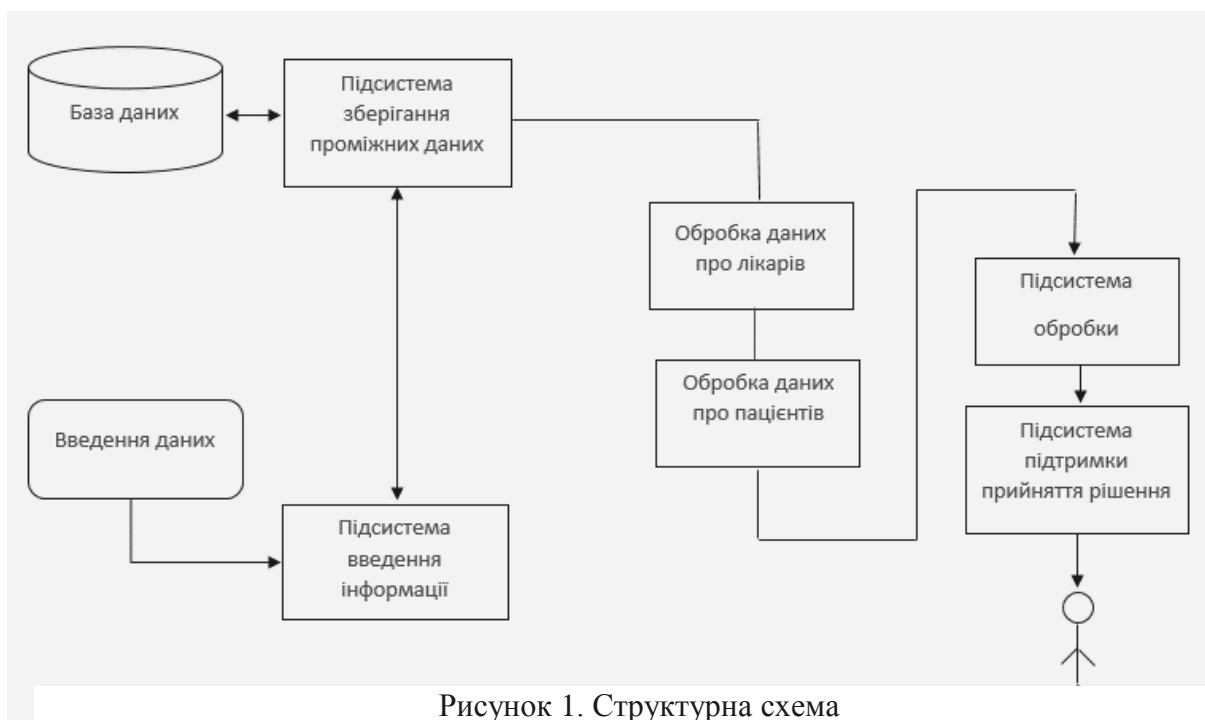 База даних
Підсистема
зберігання
проміжних даних
Обробка даних
про лікарів
Підсистема
обробки
Обробка даних
про пацієнтів
Введення даних
Підсистема
підтримки
прийняття рішення
Підсистема
введення
інформації
Рисунок 1. Структурна схема